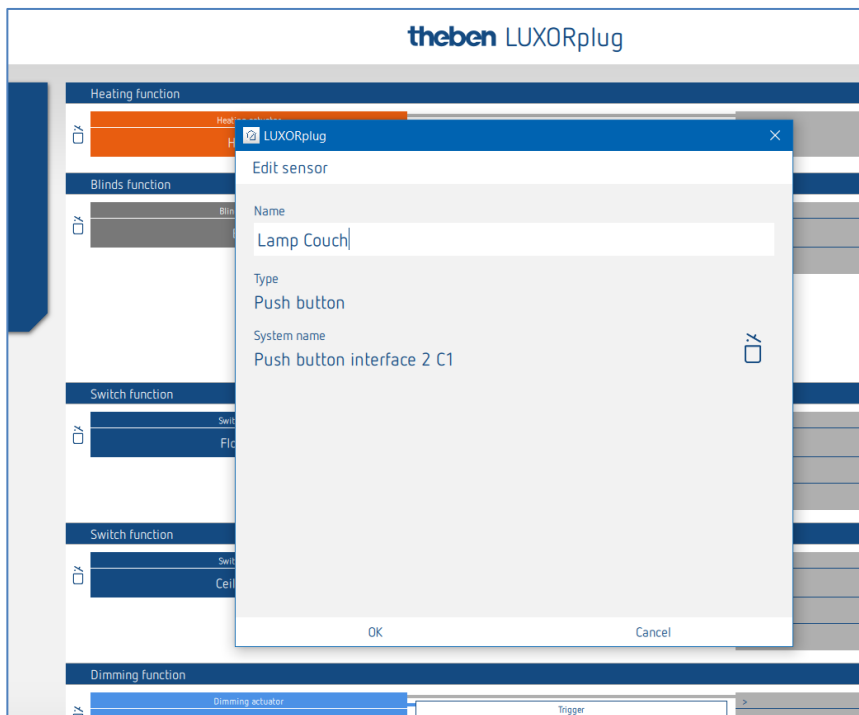 theben LUXORplug
Heating function
LUXORplug
Edit sensor
Blinds function
Name
Lamp Couch
Type
Push button
System name
Push button interface 2 C1
Switch function
Switch function
OK
Cancel
Dimming function
Dimming actuator
Trigger
>